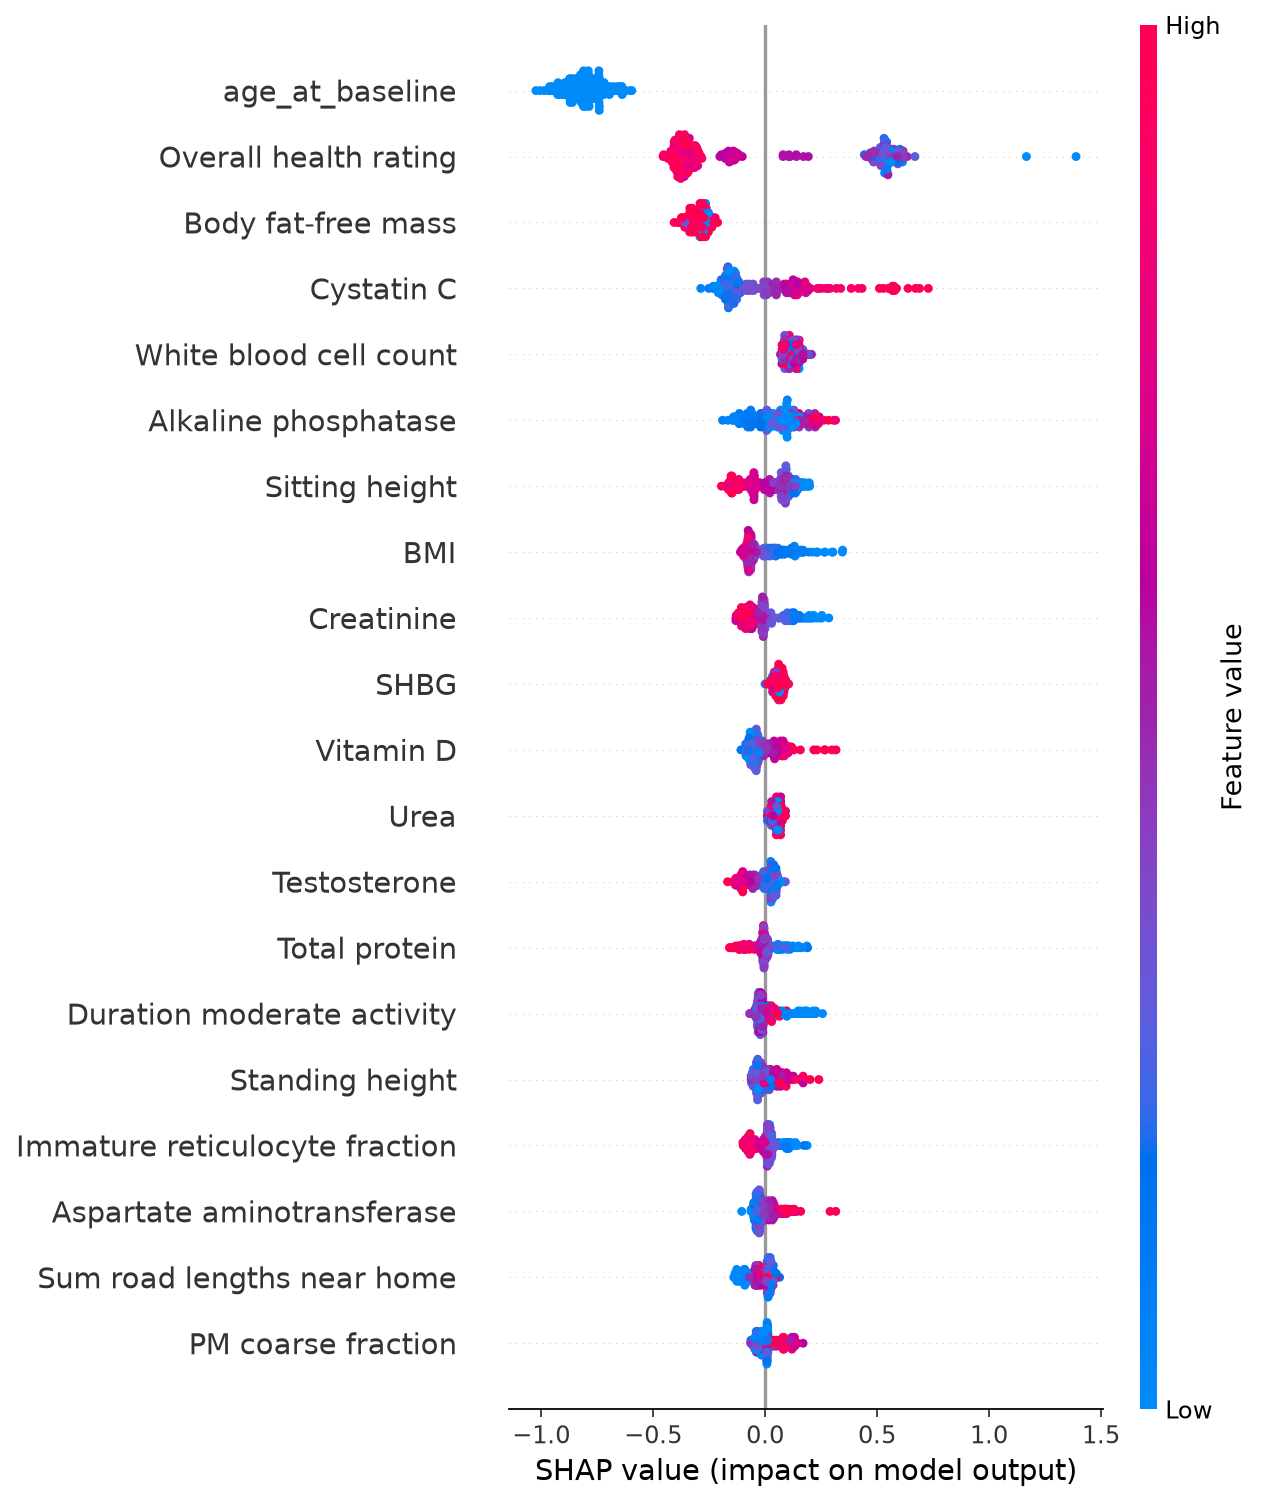 High
age_at_baseline
Overall health rating
Body fat-free mass
Cystatin C
White blood cell count
Alkaline phosphatase
Sitting height
BMI
Creatinine
SHBG
Vitamin D
Urea
Testosterone
Total protein
Duration moderate activity
Standing height
Immature reticulocyte fraction
Aspartate aminotransferase
Sum road lengths near home
PM coarse fraction
Feature value
Low
−1.0 −0.5 0.0 0.5 1.0 1.5
SHAP value (impact on model output)